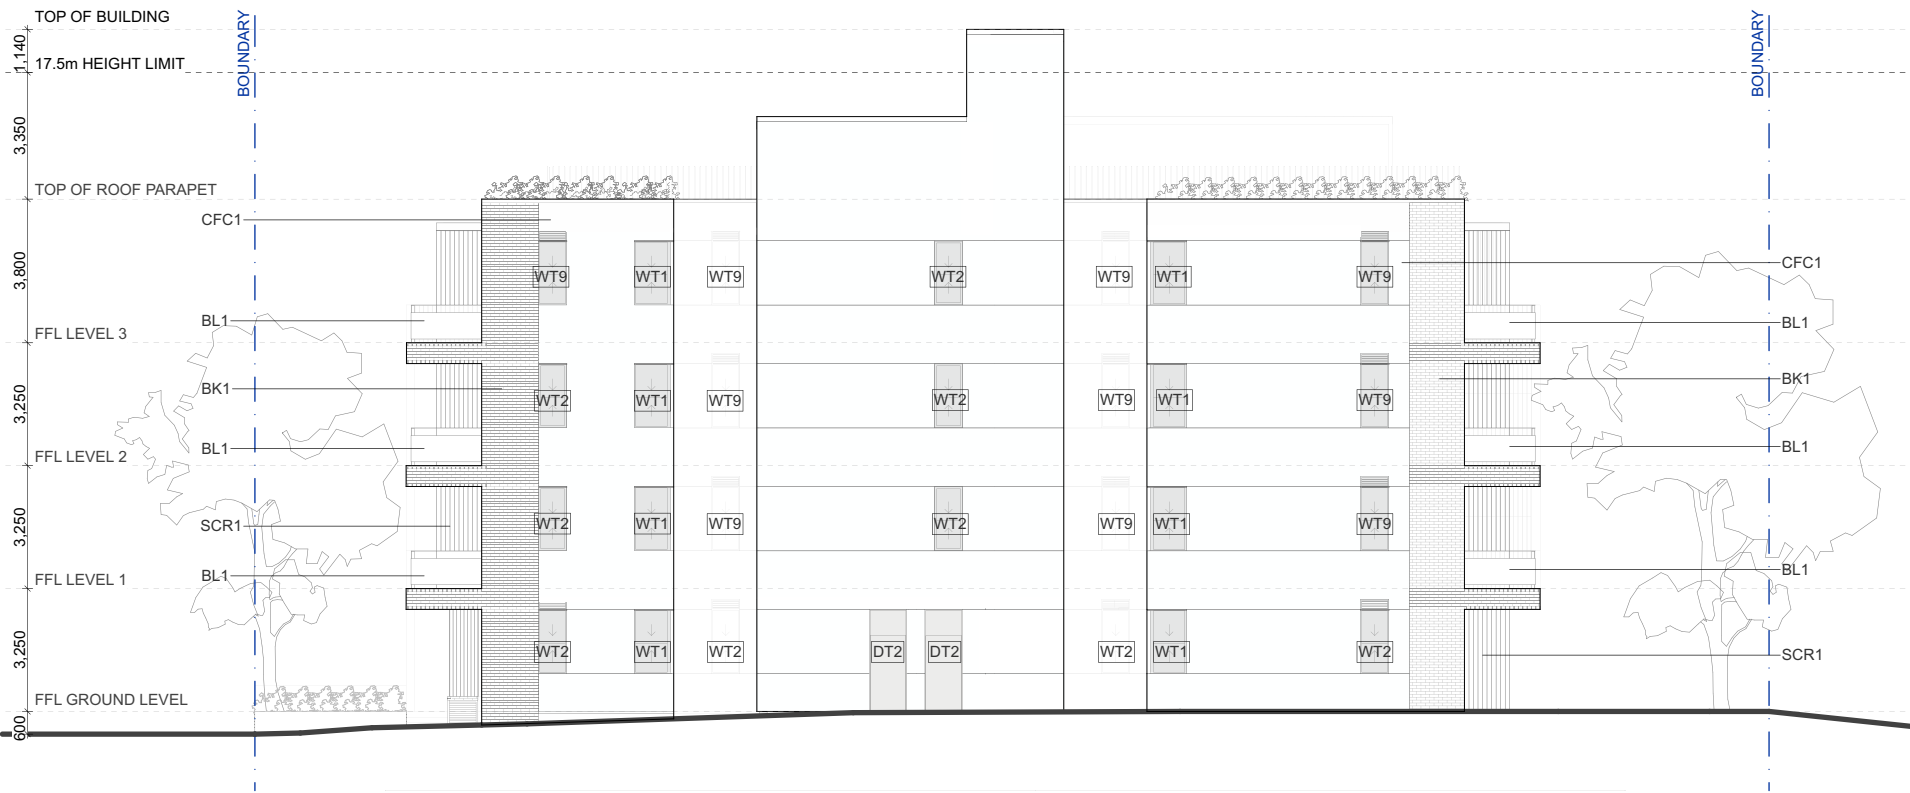 TOP OF BUILDING
BOUNDARY
BOUNDARY
1,140
17.5m HEIGHT LIMIT
3,350
TOP OF ROOF PARAPET
CFC1
3,800
CFC1
WT9 WT1 WT9 WT2 WT9 WT1 WT9
BL1
BL1
FFL LEVEL 3
BK1
BK1
3,250
WT2 WT1 WT9 WT2 WT9 WT1 WT9
BL1
BL1
FFL LEVEL 2
SCR1
3,250
WT2 WT1 WT9 WT2 WT9 WT1 WT9
BL1
BL1
FFL LEVEL 1
3,250
WT2 WT1 WT2 DT2 DT2 WT2 WT1 WT2
SCR1
FFL GROUND LEVEL
600